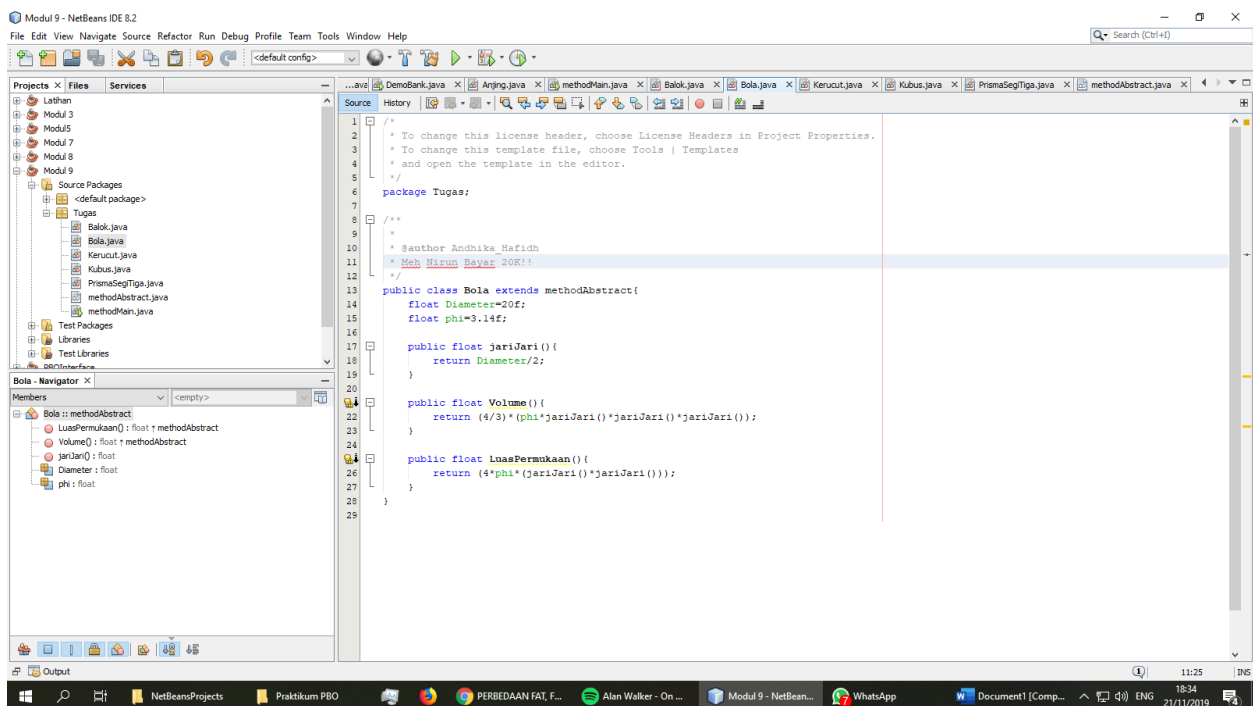 Modul 9 - NetBeans IDE 8.2
File Edit View Navigate Source Refactor Run Debug Profile Team Tools Window Help
Search (Ctrl+I)
<default config>
Projects Files Services
Lathan
Modul 3
Modul5
Modul 7
Modul 8
Modul 9
Source Packages
<default package>
Tugas
Balok.java
Bola.java
Kerucut.java
Kubus.java
PrismaSegiTiga.java
methodAbstract.java
methodMain.java
Test Packages
Libraries
Test Libraries
PBOInterface
Bola - Navigator
Members <empty>
Bola :: methodAbstract
LuasPermukaan() : float ↑ methodAbstract
Volume() : float ↑ methodAbstract
jariJari() : float
Diameter : float
phi : float
...ava DemoBank.java Anjing.java methodMain.java Balok.java Bola.java Kerucut.java Kubus.java PrismaSegiTiga.java methodAbstract.java
Source History
1 /*
2 * To change this license header, choose License Headers in Project Properties.
3 * To change this template file, choose Tools | Templates
4 * and open the template in the editor.
5 */
6 package Tugas;
7
8 /**
9 *
10 * @author Andhika_Hafidh
11 * Meh Nirun Bayar 20K!!
12 */
13 public class Bola extends methodAbstract{
14 float Diameter=20f;
15 float phi=3.14f;
16
17 public float jariJari(){
18 return Diameter/2;
19 }
20
public float Volume(){
22 return (4/3)*(phi*jariJari()*jariJari()*jariJari());
23 }
24
public float LuasPermukaan(){
26 return (4*phi*(jariJari()*jariJari()));
27 }
28 }
29
Output
1 11:25 INS
NetBeansProjects
Praktikum PBO
PERBEDAAN FAT, F...
Alan Walker - On ...
Modul 9 - NetBean...
WhatsApp
Document1 [Comp...
ENG
18:34
21/11/2019
4